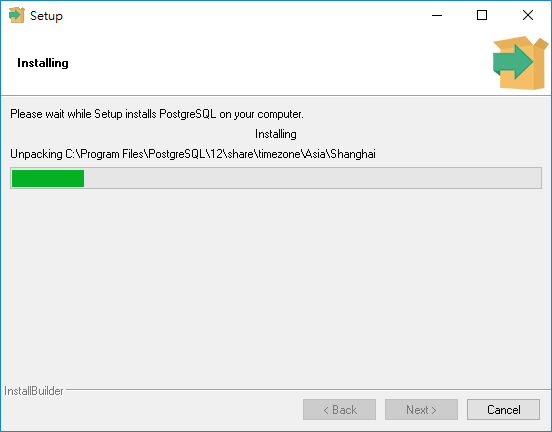 Setup
Installing
Please wait while Setup installs PostgreSQL on your computer.
Installing
Unpacking C:\Program Files\PostgreSQL\12\share\timezone\Asia\Shanghai
InstallBuilder
< Back
Next >
Cancel